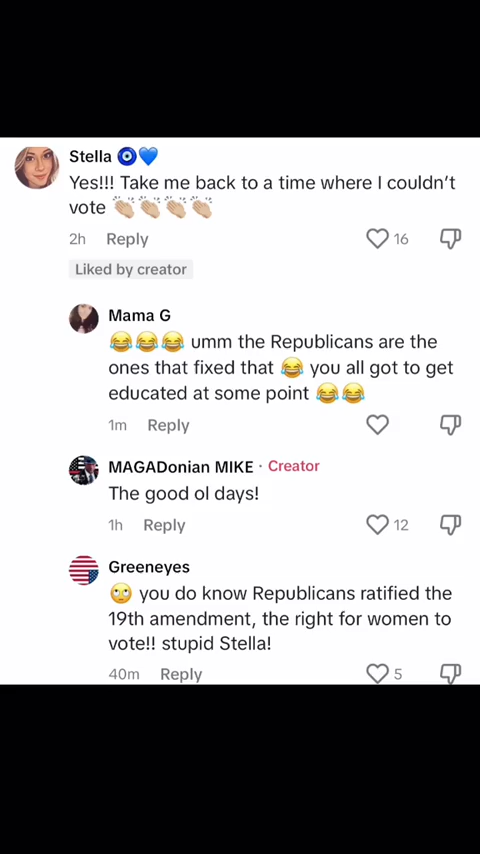 Stella 🧿💙
Yes!!! Take me back to a time where I couldn't
vote 👏🏼👏🏼👏🏼👏🏼
2h Reply 16
Liked by creator
Mama G
😂😂😂 umm the Republicans are the
ones that fixed that 😂 you all got to get
educated at some point 😂😂
1m Reply
MAGADonian MIKE · Creator
The good ol days!
1h Reply 12
Greeneyes
🙄 you do know Republicans ratified the
19th amendment, the right for women to
vote!! stupid Stella!
40m Reply 5